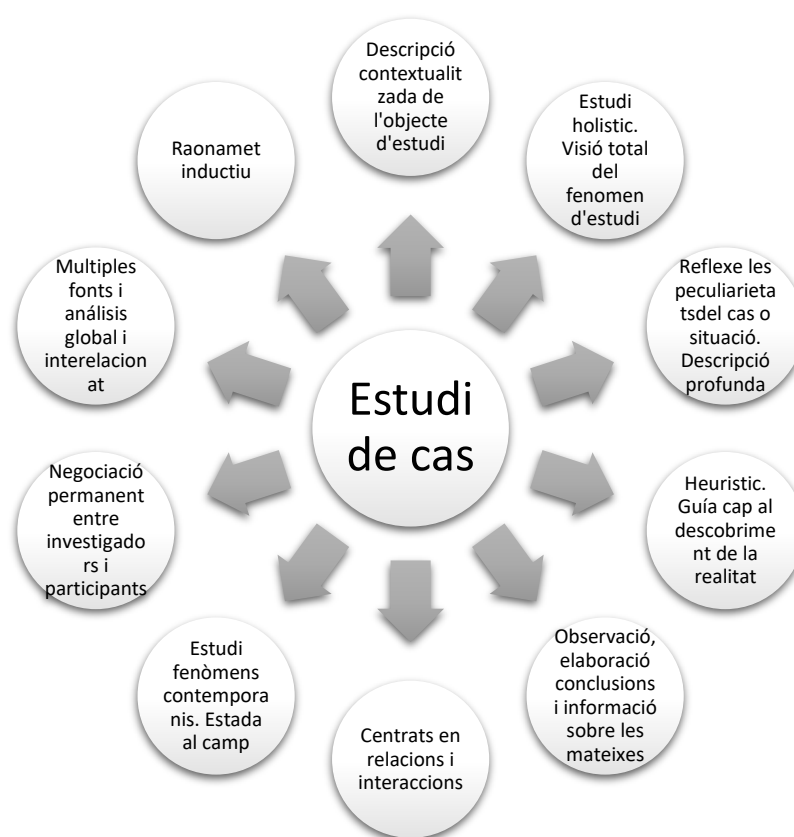 Descripció
contextualit
zada de
l'objecte
d'estudi
Estudi
holistic.
Visió total
del
fenomen
d'estudi
Reflexe les
peculiarieta
tsdel cas o
situació.
Descripció
profunda
Heuristic.
Guía cap al
descobrime
nt de la
realitat
Observació,
elaboració
conclusions
i informació
sobre les
mateixes
Centrats en
relacions i
interaccions
Estudi
fenòmens
contempora
nis. Estada
al camp
Negociació
permanent
entre
investigado
rs i
participants
Multiples
fonts i
análisis
global i
interelacion
at
Raonamet
inductiu
Estudi
de cas